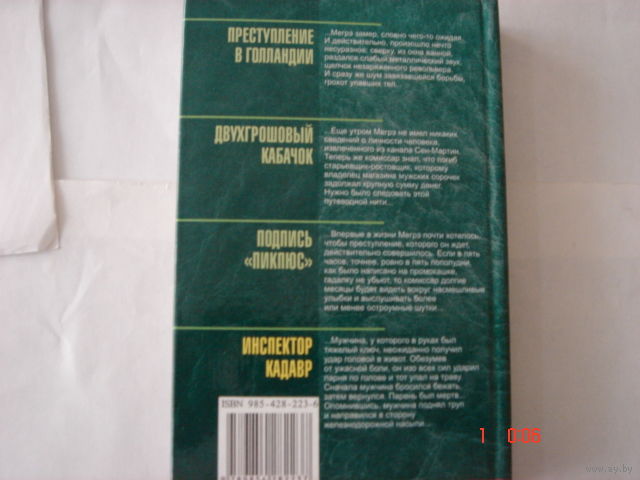 ПРЕСТУПЛЕНИЕ
В ГОЛЛАНДИИ
...Мегрэ замер, словно чего-то ожидая.
И действительно, произошло нечто
несуразное: сверху, из окна ванной,
раздался слабый металлический звук,
щелчок незаряженного револьвера.
И сразу же шум завязавшейся борьбы,
грохот упавших тел...
ДВУХГРОШОВЫЙ
КАБАЧОК
...Еще утром Мегрэ не имел никаких
сведений о личности человека,
извлеченного из канала Сен-Мартин.
Теперь же комиссар знал, что погиб
старьевщик-ростовщик, которому
владелец магазина мужских сорочек
задолжал крупную сумму денег.
Нужно было следовать этой
путеводной нити...
ПОДПИСЬ
«ПИКПЮС»
...Впервые в жизни Мегрэ почти хотелось,
чтобы преступление, которого он ждет,
действительно совершилось. Если в пять
часов, точнее, ровно в пять пополудни,
как было написано на промокашке,
гадалку не убьют, то комиссар долгие
месяцы будет видеть вокруг насмешливые
улыбки и выслушивать более
или менее остроумные шутки...
ИНСПЕКТОР
КАДАВР
...Мужчина, у которого в руках был
тяжелый ключ, неожиданно получил
удар головой в живот. Обезумев
от ужасной боли, он изо всех сил ударил
парня по голове и тот упал на траву.
Сначала мужчина бросился бежать,
затем вернулся. Парень был мертв...
Опомнившись, мужчина поднял труп
и направился в сторону
железнодорожной насыпи...
ISBN 985-428-223-6
1 0:06
www.ay.by